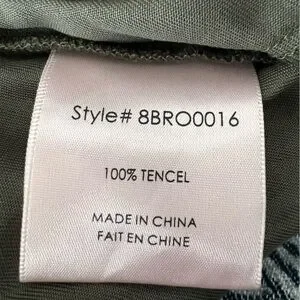 Style# 8BRO0016
100% TENCEL
MADE IN CHINA
FAIT EN CHINE